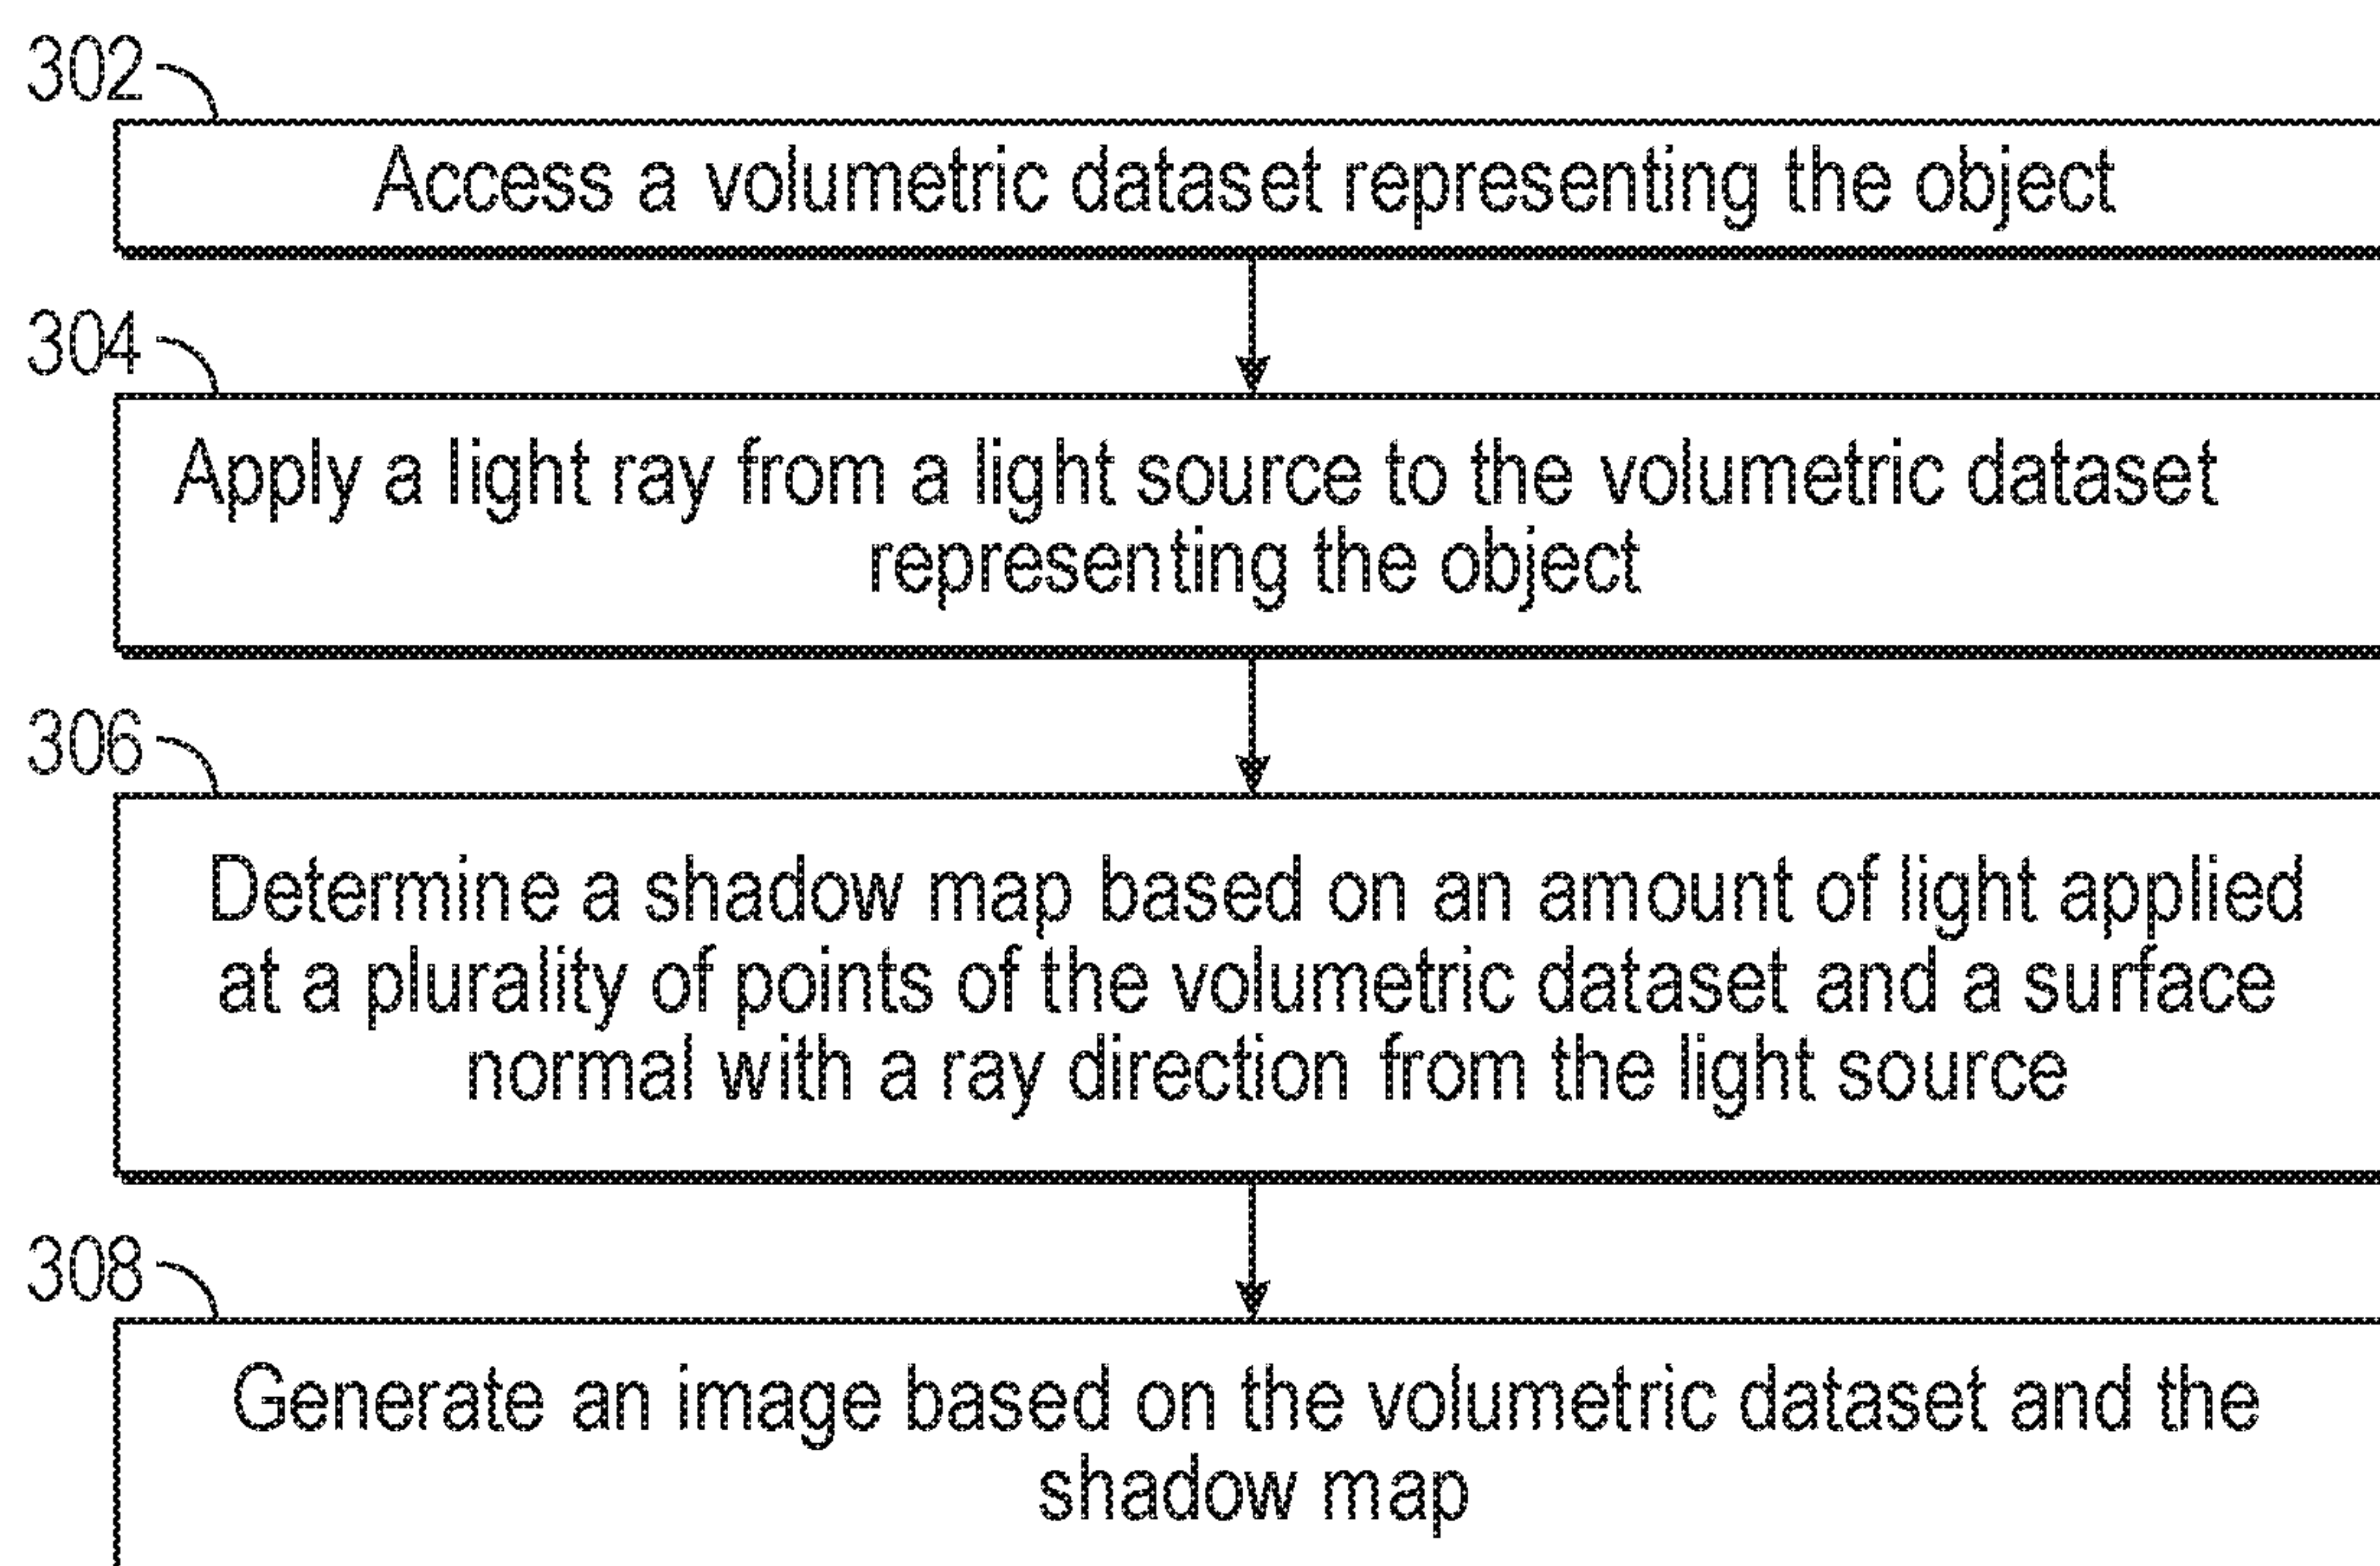 302
Access a volumetric dataset representing the object
304
Apply a light ray from a light source to the volumetric dataset
representing the object
306
Determine a shadow map based on an amount of light applied
at a plurality of points of the volumetric dataset and a surface
normal with a ray direction from the light source
308
Generate an image based on the volumetric dataset and the
shadow map